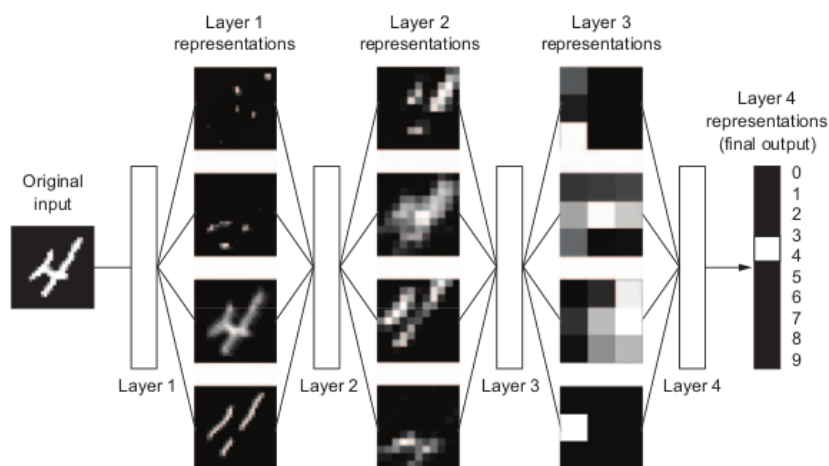 Layer 1
representations
Layer 2
representations
Layer 3
representations
Layer 4
representations
(final output)
Original
input
0
1
2
3
4
5
6
7
8
9
Layer 1
Layer 2
Layer 3
Layer 4